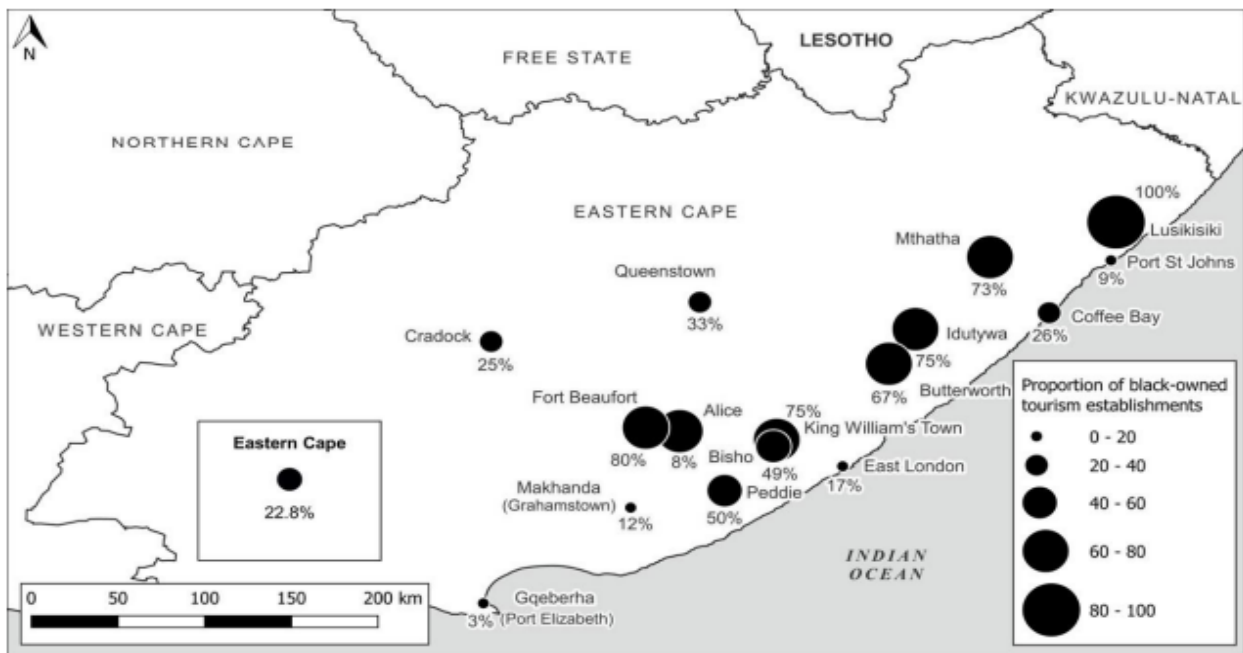 N
FREE STATE
LESOTHO
KWAZULU-NATAL
NORTHERN CAPE
EASTERN CAPE
WESTERN CAPE
100%
Lusikisiki
Mthatha
73%
Port St Johns
9%
Queenstown
33%
Coffee Bay
26%
Cradock
25%
Idutywa
75%
Butterworth
67%
Fort Beaufort
80%
Alice
8%
75%
King William's Town
Bisho
49%
East London
17%
Peddie
50%
Makhanda
(Grahamstown)
12%
Gqeberha
(Port Elizabeth)
3%
INDIAN
OCEAN
Eastern Cape
22.8%
0 50 100 150 200 km
Proportion of black-owned
tourism establishments
0 - 20
20 - 40
40 - 60
60 - 80
80 - 100